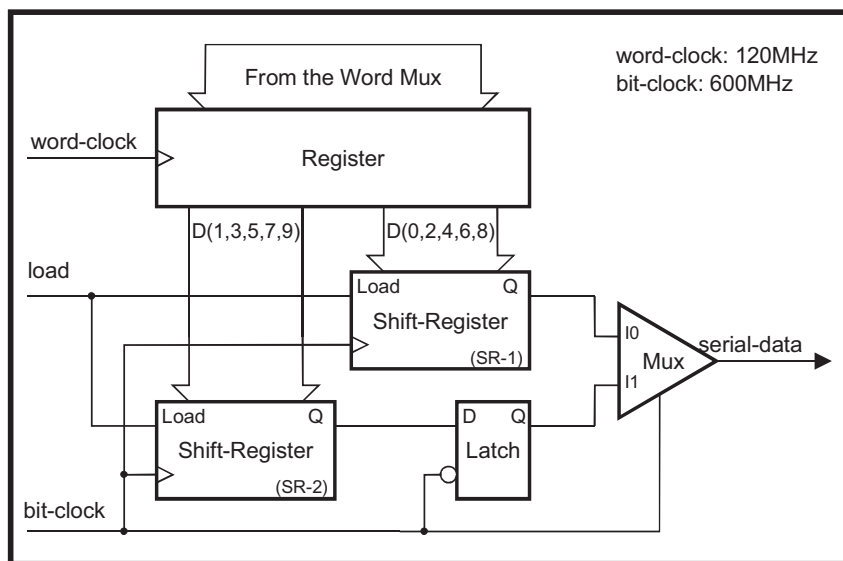 From the Word Mux
word-clock: 120MHz
bit-clock: 600MHz
word-clock
Register
D(1,3,5,7,9)
D(0,2,4,6,8)
load
Load
Q
Shift-Register
(SR-1)
I0
Mux
I1
serial-data
Load
Q
Shift-Register
(SR-2)
D
Q
Latch
bit-clock